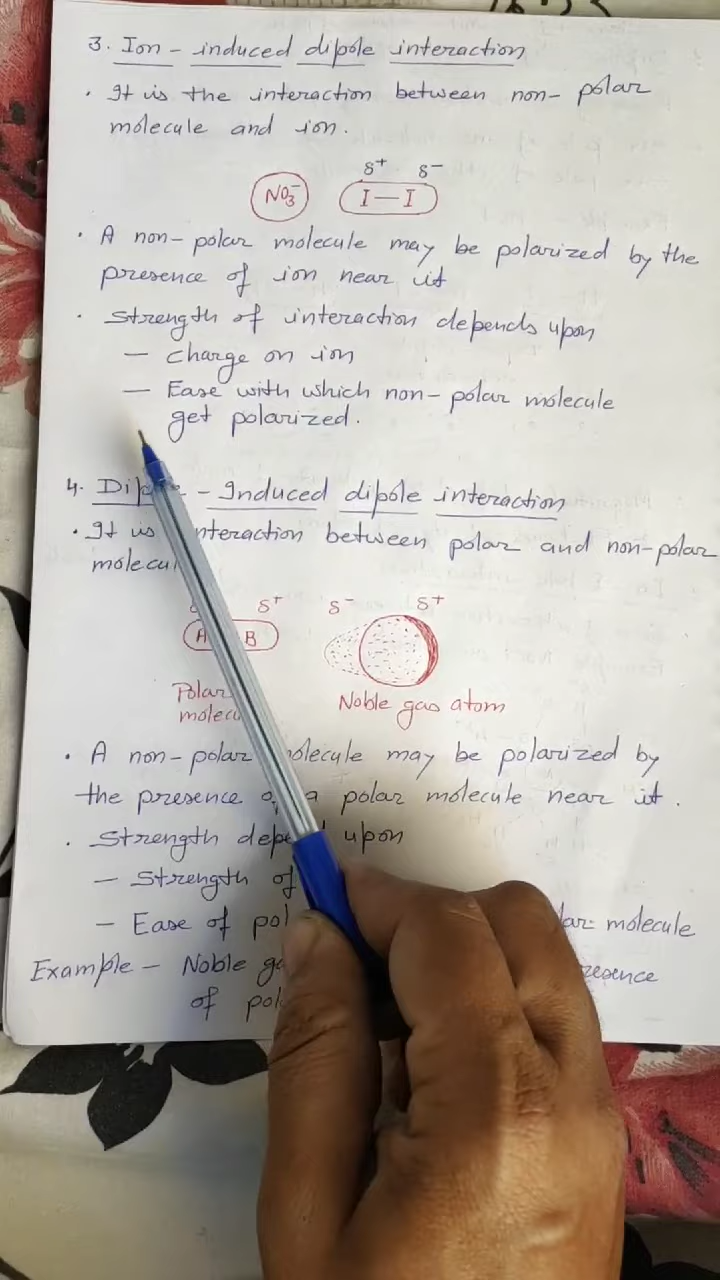 3. Ion - induced dipole interaction
· It is the interaction between non- polar
molecule and ion.
δ+ δ-
NO3- I — I
· A non-polar molecule may be polarized by the
presence of ion near it
· Strength of interaction depends upon
— charge on ion
— Ease with which non-polar molecule
get polarized.
4. - Induced dipole interaction
· It is interaction between polar and non-polar
δ+ δ- δ+
A B
Polar
Noble gas atom
· A non-polar molecule may be polarized by
the presence a polar molecule near it.
· Strength upon
— Strength of
— Ease of molecule
Example - Noble
of